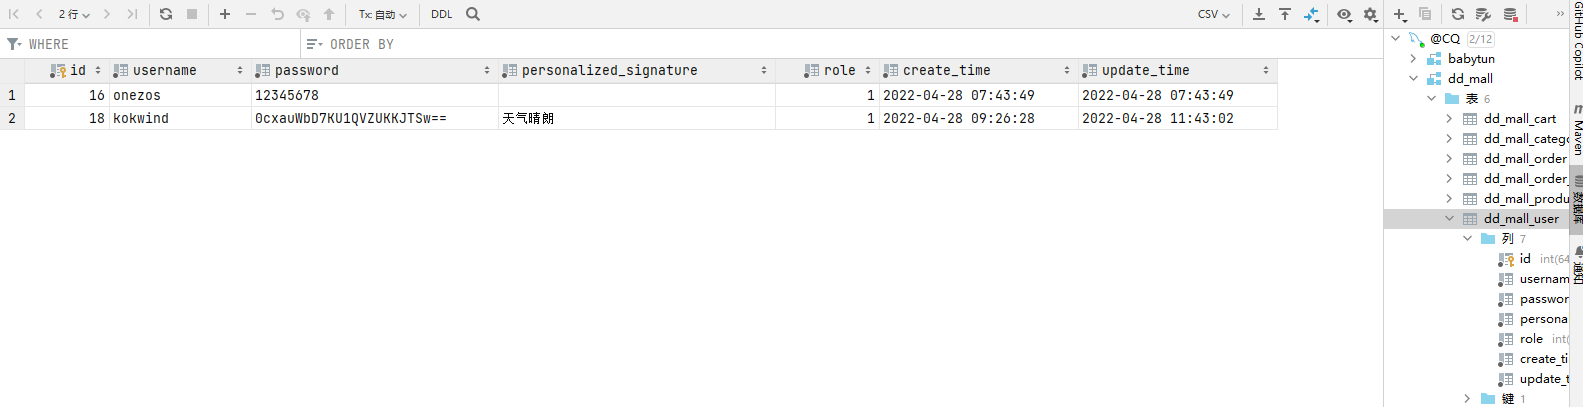 2 行
Tx: 自动
DDL
CSV
WHERE
ORDER BY
id username password personalized_signature role create_time update_time
1 16 onezos 12345678 1 2022-04-28 07:43:49 2022-04-28 07:43:49
2 18 kokwind 0cxauWbD7KU1QVZUKKJTSw== 天气晴朗 1 2022-04-28 09:26:28 2022-04-28 11:43:02
@CQ 2/12
babytun
dd_mall
表 6
dd_mall_cart
dd_mall_catego
dd_mall_order
dd_mall_order_
dd_mall_produ
dd_mall_user
列 7
id int(64
usernam
passwor
persona
role int(
create_ti
update_t
键 1
GitHub Copilot
Maven
数据库
通知